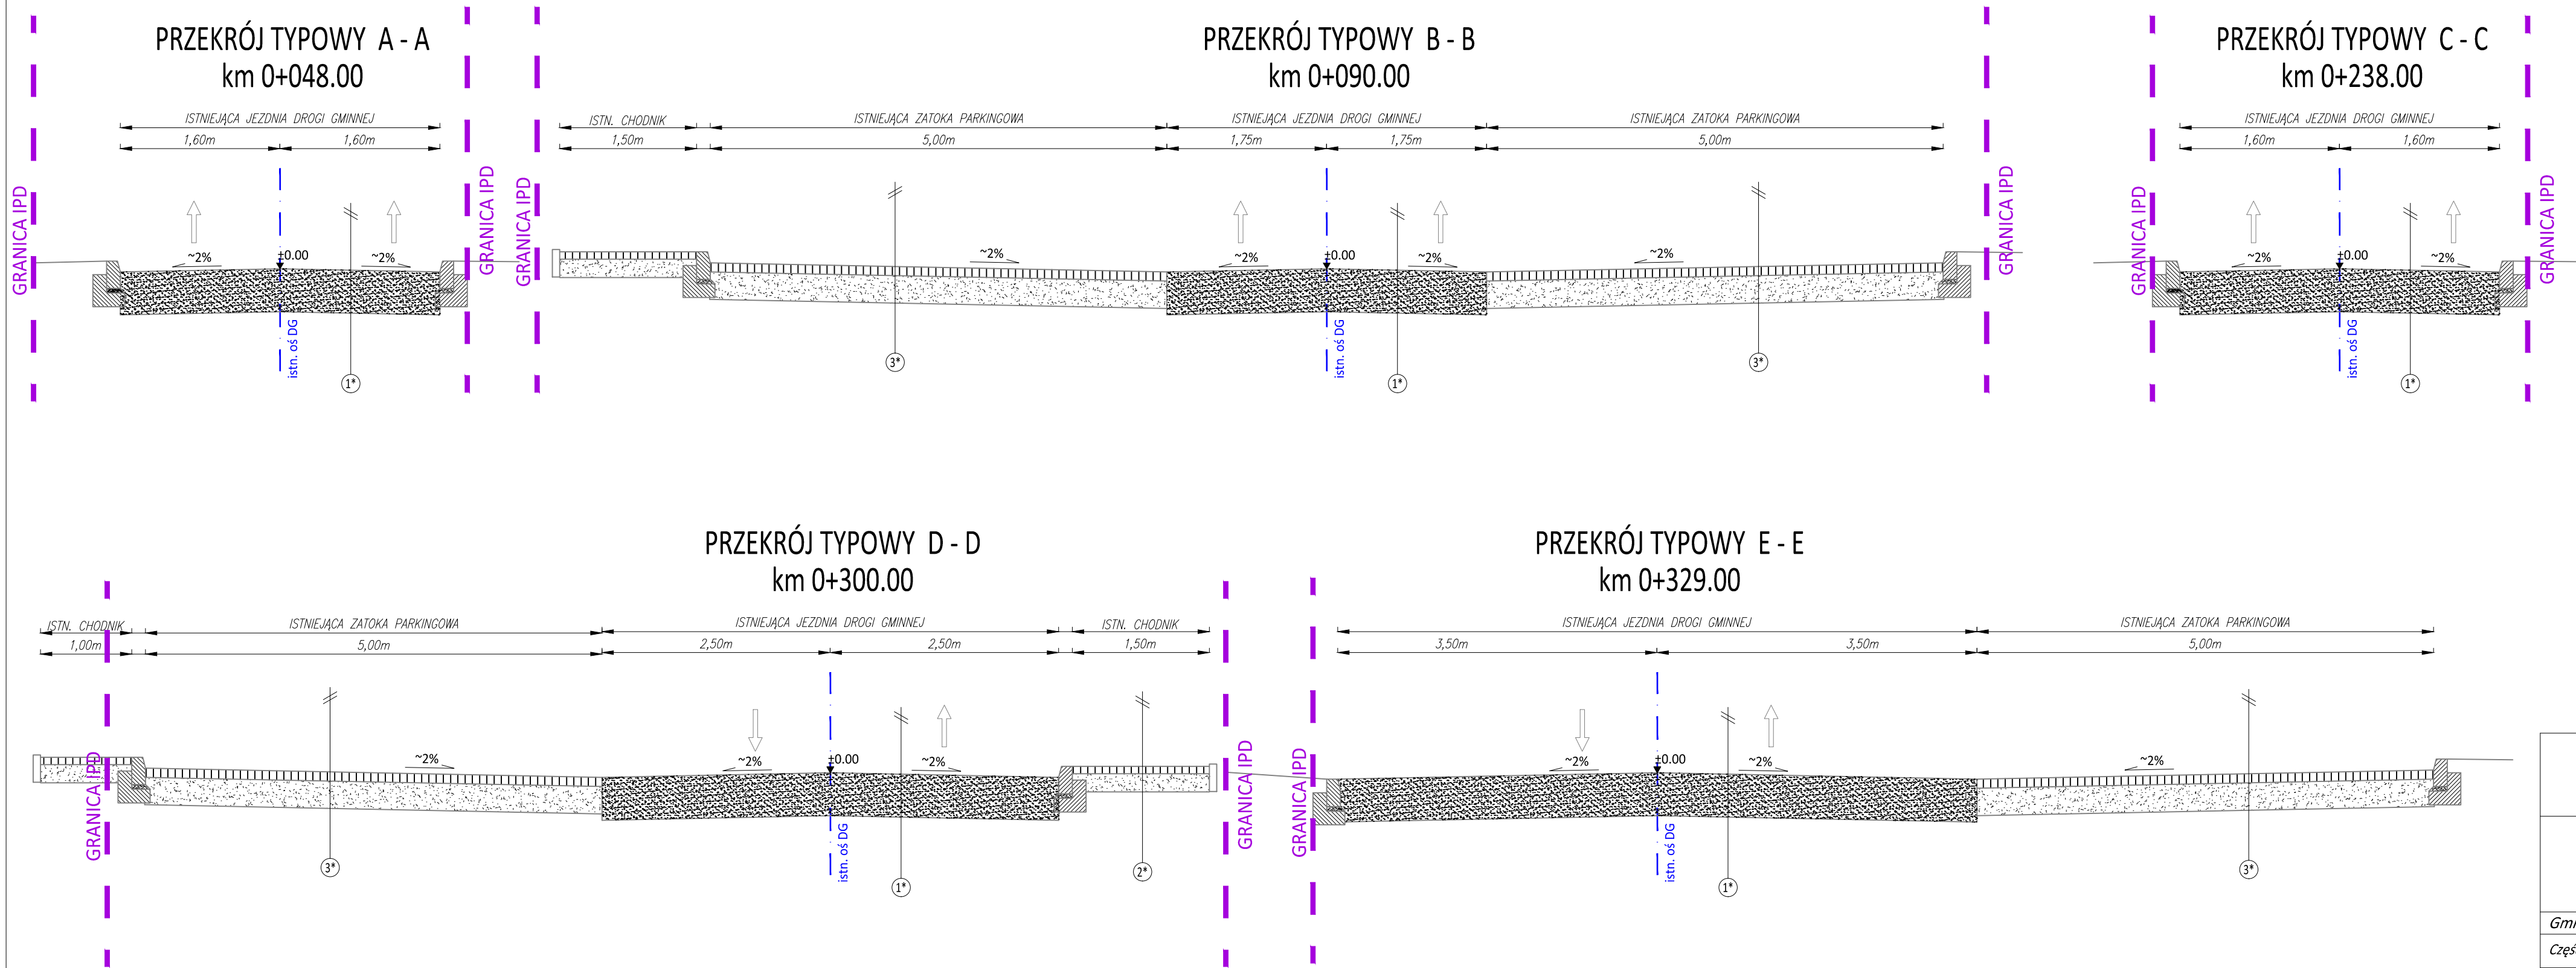 PRZEKRÓJ TYPOWY A - A
km 0+048.00
ISTNIEJĄCA JEZDNIA DROGI GMINNEJ
1,60m 1,60m
GRANICA IPD
GRANICA IPD
~2% ±0.00 ~2%
istn. oś DG
1*
PRZEKRÓJ TYPOWY B - B
km 0+090.00
ISTN. CHODNIK ISTNIEJĄCA ZATOKA PARKINGOWA ISTNIEJĄCA JEZDNIA DROGI GMINNEJ ISTNIEJĄCA ZATOKA PARKINGOWA
1,50m 5,00m 1,75m 1,75m 5,00m
GRANICA IPD
GRANICA IPD
~2% ~2% ±0.00 ~2% ~2%
istn. oś DG
3* 1* 3*
PRZEKRÓJ TYPOWY C - C
km 0+238.00
ISTNIEJĄCA JEZDNIA DROGI GMINNEJ
1,60m 1,60m
GRANICA IPD
GRANICA IPD
~2% ±0.00 ~2%
istn. oś DG
1*
PRZEKRÓJ TYPOWY D - D
km 0+300.00
ISTN. CHODNIK ISTNIEJĄCA ZATOKA PARKINGOWA ISTNIEJĄCA JEZDNIA DROGI GMINNEJ ISTN. CHODNIK
1,00m 5,00m 2,50m 2,50m 1,50m
GRANICA IPD
GRANICA IPD
~2% ~2% ±0.00 ~2%
istn. oś DG
3* 1* 2*
PRZEKRÓJ TYPOWY E - E
km 0+329.00
ISTNIEJĄCA JEZDNIA DROGI GMINNEJ ISTNIEJĄCA ZATOKA PARKINGOWA
3,50m 3,50m 5,00m
GRANICA IPD
~2% ±0.00 ~2% ~2%
istn. oś DG
1* 3*